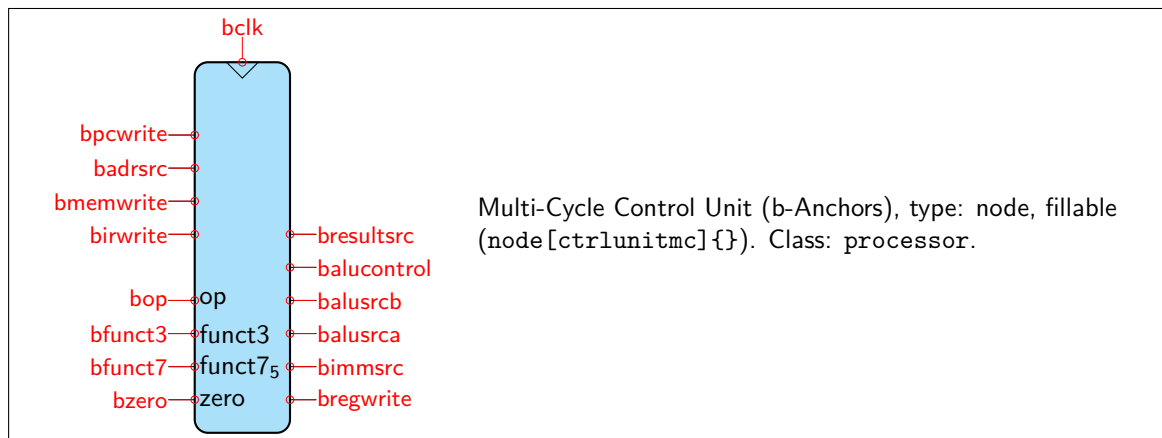 bclk
bpcwrite
badrsrc
bmemwrite
birwrite
bresultsrc
balucontrol
bop
op
balusrcb
bfunct3
funct3
balusrca
bfunct7
funct7₅
bimmsrc
bzero
zero
bregwrite
Multi-Cycle Control Unit (b-Anchors), type: node, fillable
(node[ctrlunitmc]{}). Class: processor.